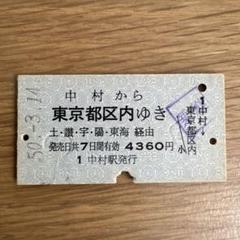 50.-3.14
中村から
東京都区内ゆき
土・讃・宇・陽・東海 経由
発売日共7日間有効 4360円
1 中村駅発行
1
中村↓
東京都区内
小